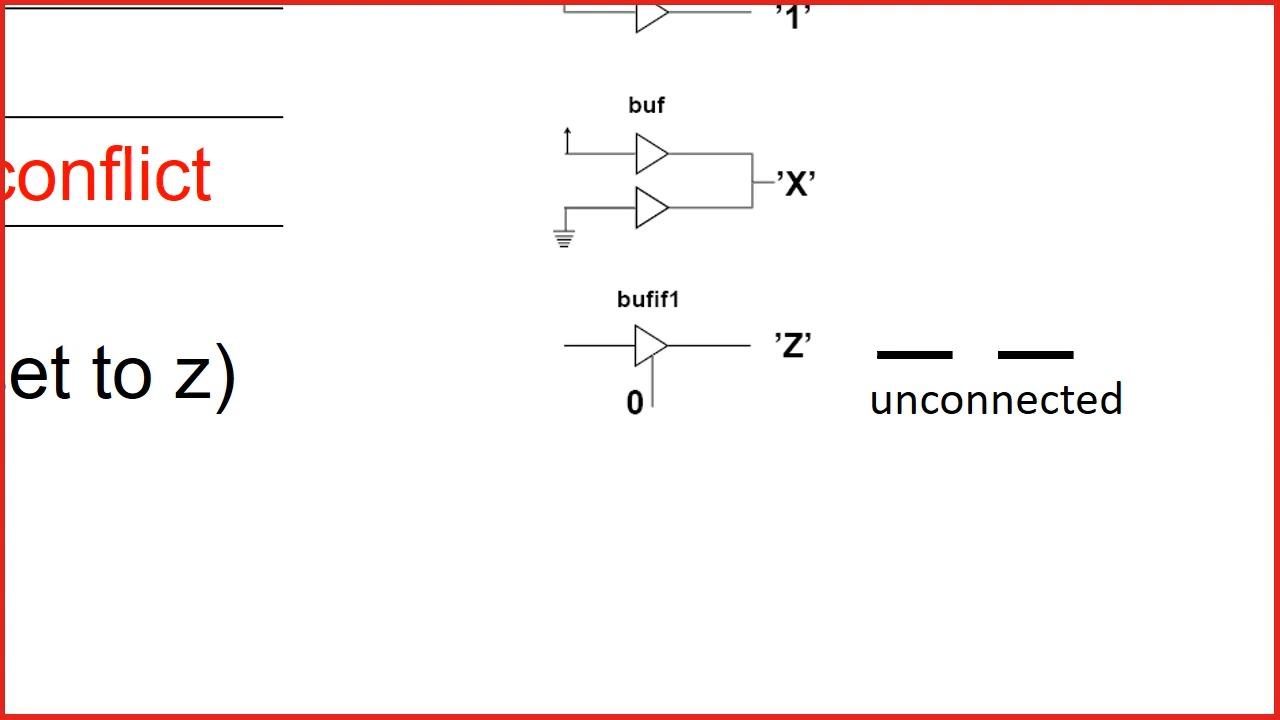 ’1’
buf
conflict
’X’
bufif1
et to z)
’Z’
0
unconnected